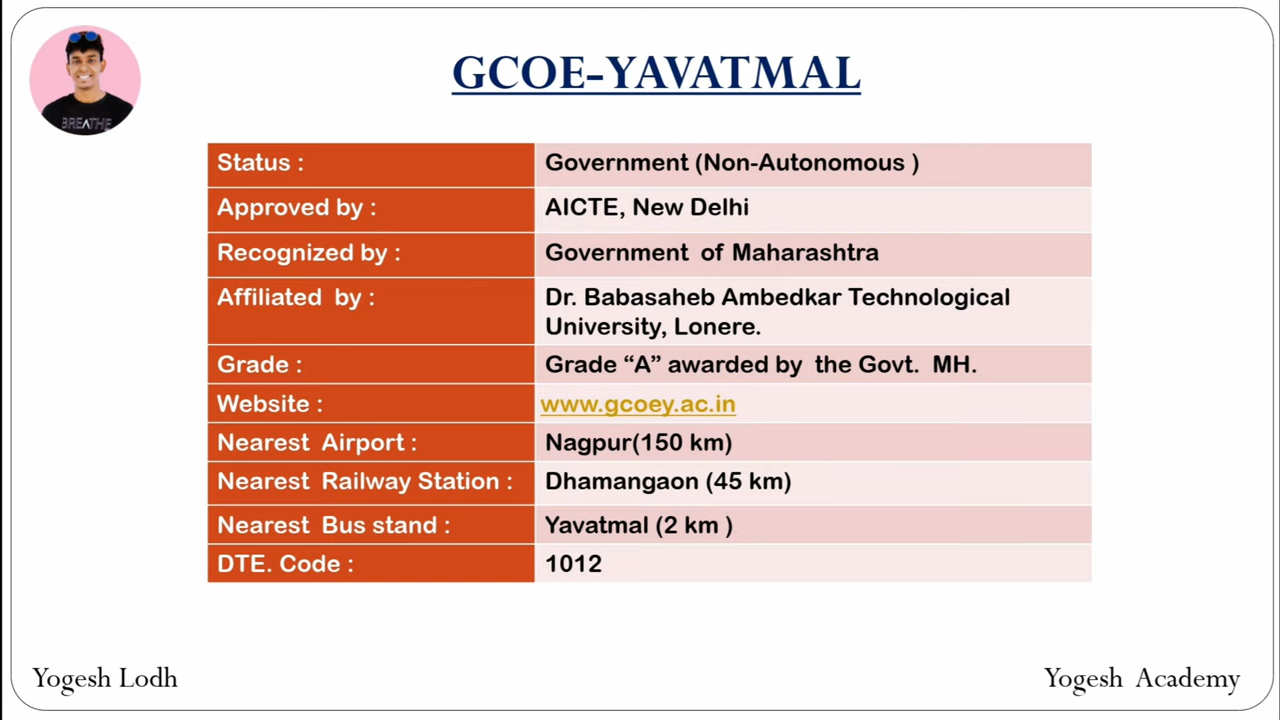 BREATHE
GCOE-YAVATMAL
Status : Government (Non-Autonomous )
Approved by : AICTE, New Delhi
Recognized by : Government of Maharashtra
Affiliated by : Dr. Babasaheb Ambedkar Technological
University, Lonere.
Grade : Grade “A” awarded by the Govt. MH.
Website : www.gcoey.ac.in
Nearest Airport : Nagpur(150 km)
Nearest Railway Station : Dhamangaon (45 km)
Nearest Bus stand : Yavatmal (2 km )
DTE. Code : 1012
Yogesh Lodh
Yogesh Academy